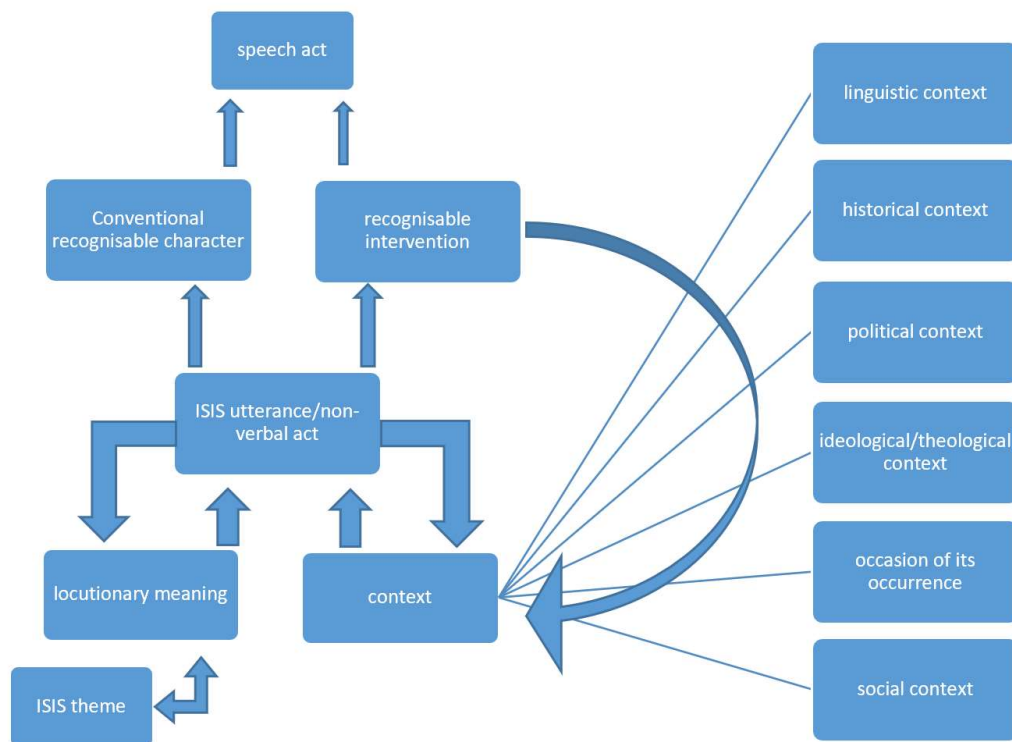 speech act
linguistic context
Conventional
recognisable character
recognisable
intervention
historical context
political context
ISIS utterance/non-
verbal act
ideological/theological
context
locutionary meaning
context
occasion of its
occurrence
ISIS theme
social context